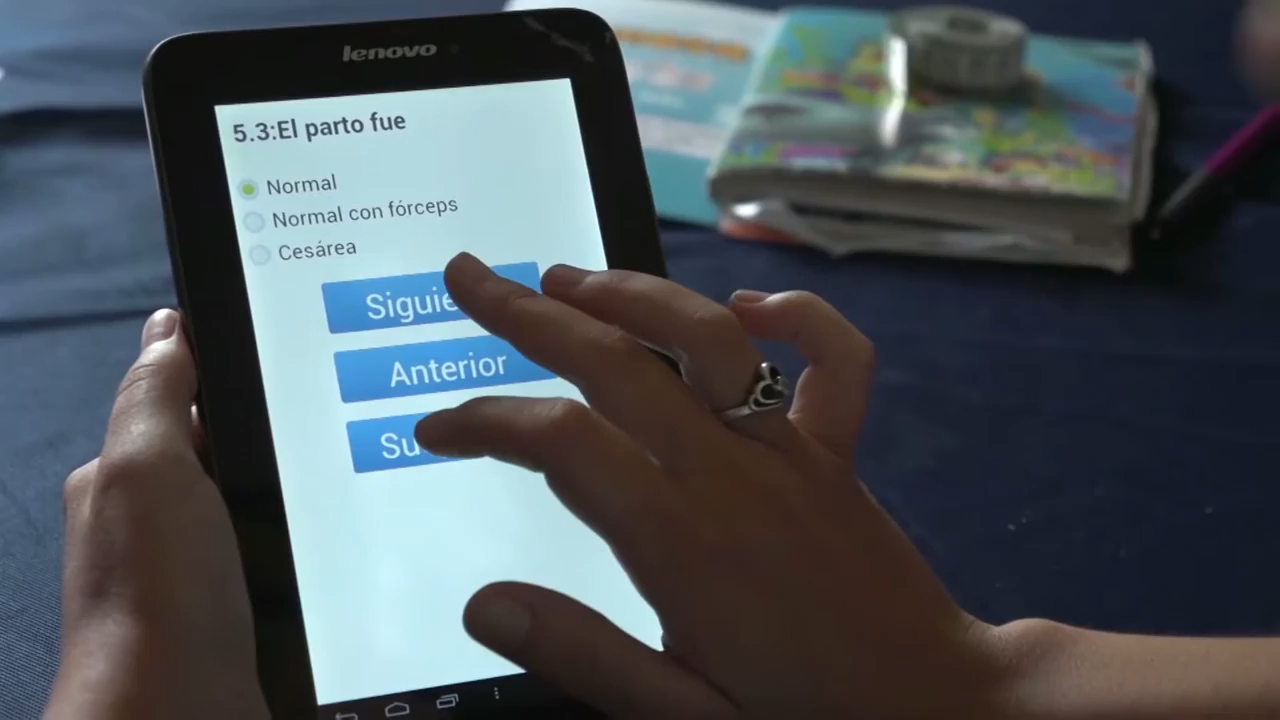 lenovo
5.3:El parto fue
Normal
Normal con fórceps
Cesárea
Anterior